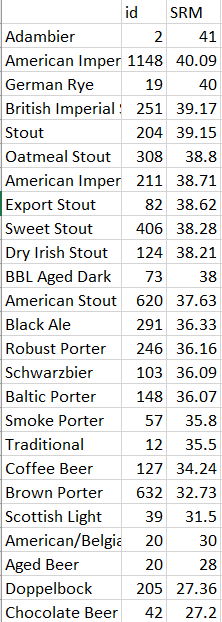 id SRM
Adambier 2 41
American Imper 1148 40.09
German Rye 19 40
British Imperial 251 39.17
Stout 204 39.15
Oatmeal Stout 308 38.8
American Imper 211 38.71
Export Stout 82 38.62
Sweet Stout 406 38.28
Dry Irish Stout 124 38.21
BBL Aged Dark 73 38
American Stout 620 37.63
Black Ale 291 36.33
Robust Porter 246 36.16
Schwarzbier 103 36.09
Baltic Porter 148 36.07
Smoke Porter 57 35.8
Traditional 12 35.5
Coffee Beer 127 34.24
Brown Porter 632 32.73
Scottish Light 39 31.5
American/Belgia 20 30
Aged Beer 20 28
Doppelbock 205 27.36
Chocolate Beer 42 27.2